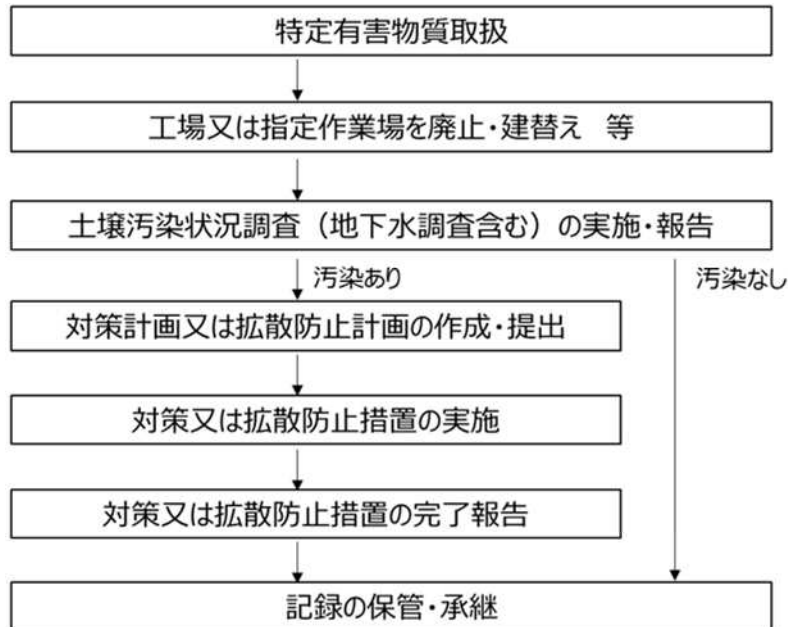 特定有害物質取扱
工場又は指定作業場を廃止・建替え　等
土壌汚染状況調査（地下水調査含む）の実施・報告
汚染あり
汚染なし
対策計画又は拡散防止計画の作成・提出
対策又は拡散防止措置の実施
対策又は拡散防止措置の完了報告
記録の保管・承継